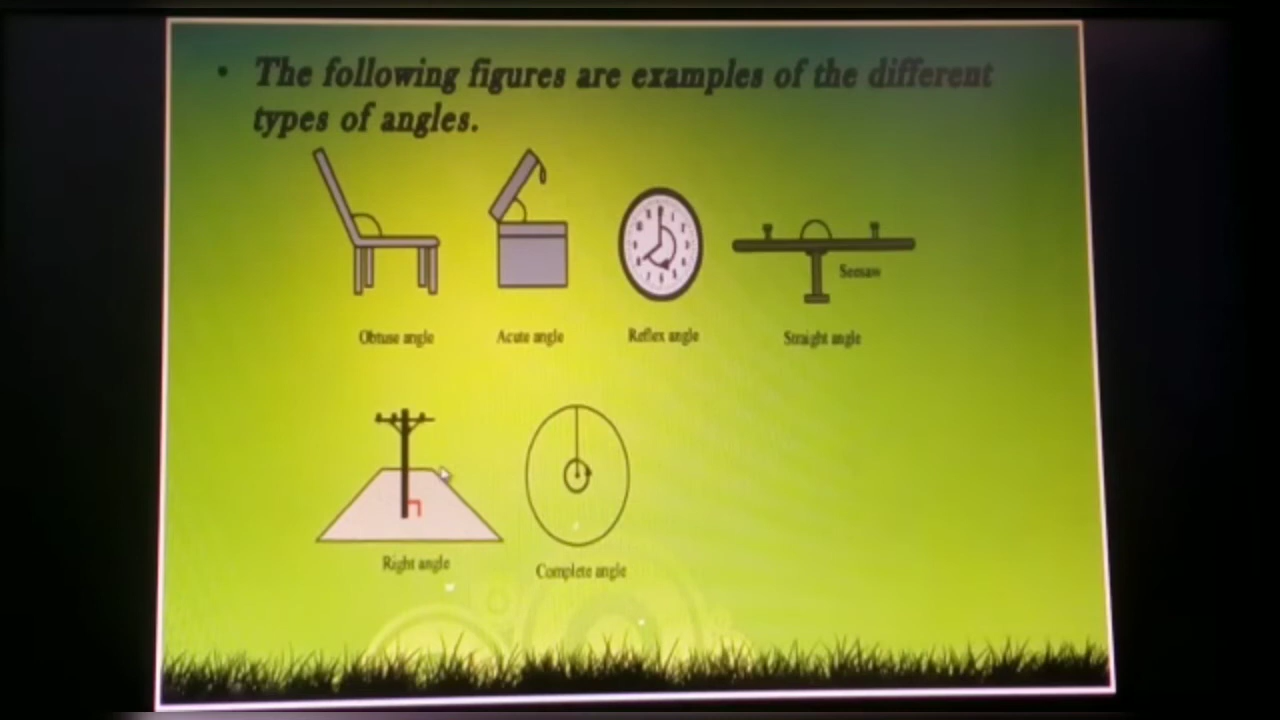 • The following figures are examples of the different
types of angles.
Seesaw
Obtuse angle Acute angle Reflex angle Straight angle
Right angle Complete angle